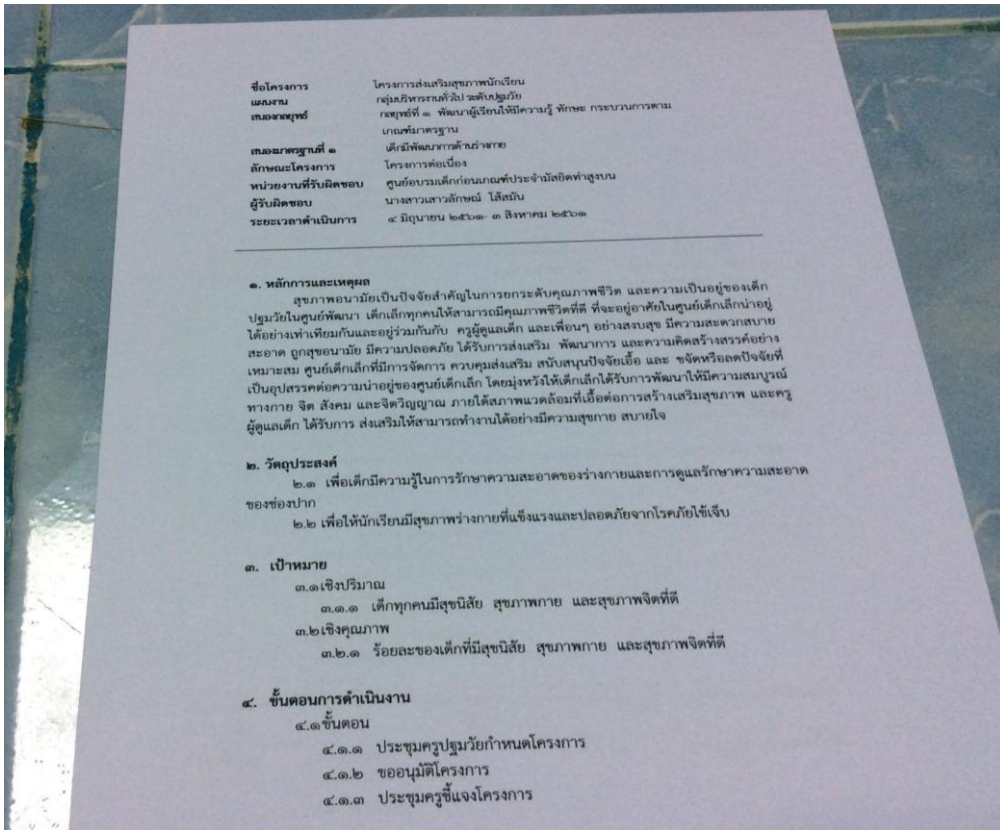 ชื่อโครงการ โครงการส่งเสริมสุขภาพนักเรียน
แผนงาน กลุ่มบริหารงานทั่วไป ระดับปฐมวัย
สนองกลยุทธ์ กลยุทธ์ที่ ๑ พัฒนาผู้เรียนให้มีความรู้ ทักษะ กระบวนการตาม
เกณฑ์มาตรฐาน
สนองมาตรฐานที่ ๑ เด็กมีพัฒนาการด้านร่างกาย
ลักษณะโครงการ โครงการต่อเนื่อง
หน่วยงานที่รับผิดชอบ ศูนย์อบรมเด็กก่อนเกณฑ์ประจำมัสยิดท่าสูงบน
ผู้รับผิดชอบ นางสาวเสาวลักษณ์ โส้สมัน
ระยะเวลาดำเนินการ ๔ มิถุนายน ๒๕๖๑- ๓ สิงหาคม ๒๕๖๑
๑. หลักการและเหตุผล
สุขภาพอนามัยเป็นปัจจัยสำคัญในการยกระดับคุณภาพชีวิต และความเป็นอยู่ของเด็ก
ปฐมวัยในศูนย์พัฒนา เด็กเล็กทุกคนให้สามารถมีคุณภาพชีวิตที่ดี ที่จะอยู่อาศัยในศูนย์เด็กเล็กน่าอยู่
ได้อย่างเท่าเทียมกันและอยู่ร่วมกันกับ ครูผู้ดูแลเด็ก และเพื่อนๆ อย่างสงบสุข มีความสะดวกสบาย
สะอาด ถูกสุขอนามัย มีความปลอดภัย ได้รับการส่งเสริม พัฒนาการ และความคิดสร้างสรรค์อย่าง
เหมาะสม ศูนย์เด็กเล็กที่มีการจัดการ ควบคุมส่งเสริม สนับสนุนปัจจัยเอื้อ และ ขจัดหรือลดปัจจัยที่
เป็นอุปสรรคต่อความน่าอยู่ของศูนย์เด็กเล็ก โดยมุ่งหวังให้เด็กเล็กได้รับการพัฒนาให้มีความสมบูรณ์
ทางกาย จิต สังคม และจิตวิญญาณ ภายใต้สภาพแวดล้อมที่เอื้อต่อการสร้างเสริมสุขภาพ และครู
ผู้ดูแลเด็ก ได้รับการ ส่งเสริมให้สามารถทำงานได้อย่างมีความสุขกาย สบายใจ
๒. วัตถุประสงค์
๒.๑ เพื่อเด็กมีความรู้ในการรักษาความสะอาดของร่างกายและการดูแลรักษาความสะอาด
ของช่องปาก
๒.๒ เพื่อให้นักเรียนมีสุขภาพร่างกายที่แข็งแรงและปลอดภัยจากโรคภัยไข้เจ็บ
๓. เป้าหมาย
๓.๑เชิงปริมาณ
๓.๑.๑ เด็กทุกคนมีสุขนิสัย สุขภาพกาย และสุขภาพจิตที่ดี
๓.๒เชิงคุณภาพ
๓.๒.๑ ร้อยละของเด็กที่มีสุขนิสัย สุขภาพกาย และสุขภาพจิตที่ดี
๔. ขั้นตอนการดำเนินงาน
๔.๑ขั้นตอน
๔.๑.๑ ประชุมครูปฐมวัยกำหนดโครงการ
๔.๑.๒ ขออนุมัติโครงการ
๔.๑.๓ ประชุมครูชี้แจงโครงการ